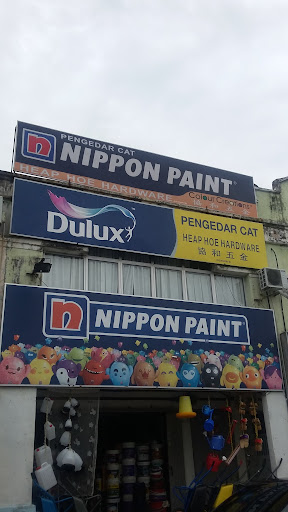 PENGEDAR CAT
n NIPPON PAINT
HEAP HOE HARDWARE
Colour Creations
Dulux
PENGEDAR CAT
HEAP HOE HARDWARE
協和五金
n NIPPON PAINT